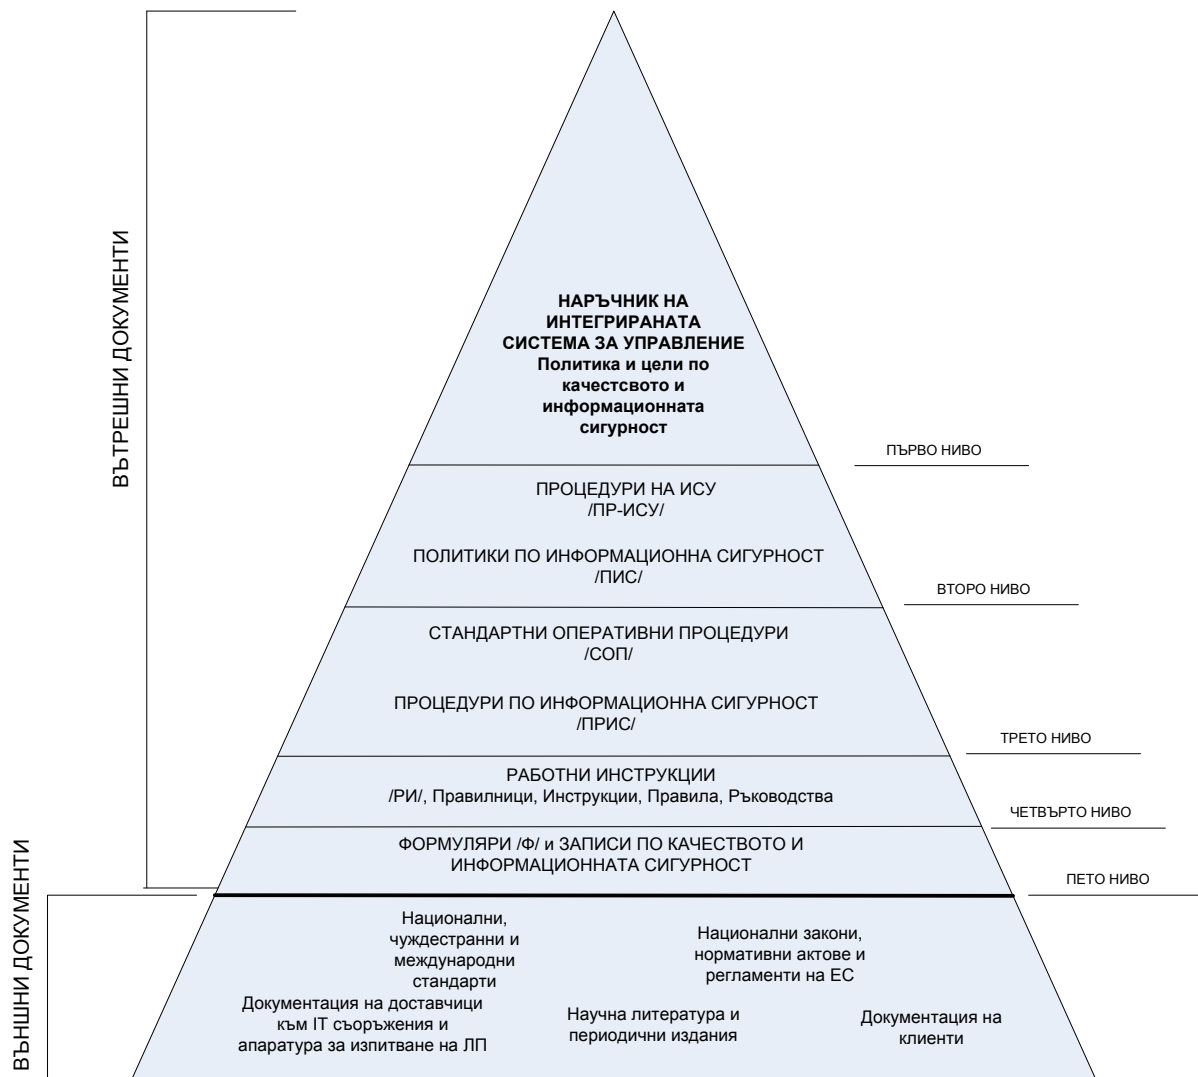 ВЪТРЕШНИ ДОКУМЕНТИ
НАРЪЧНИК НА
ИНТЕГРИРАНАТА
СИСТЕМА ЗА УПРАВЛЕНИЕ
Политика и цели по
качестсвото и
информационната
сигурност
ПЪРВО НИВО
ПРОЦЕДУРИ НА ИСУ
/ПР-ИСУ/
ПОЛИТИКИ ПО ИНФОРМАЦИОННА СИГУРНОСТ
/ПИС/
ВТОРО НИВО
СТАНДАРТНИ ОПЕРАТИВНИ ПРОЦЕДУРИ
/СОП/
ПРОЦЕДУРИ ПО ИНФОРМАЦИОННА СИГУРНОСТ
/ПРИС/
ТРЕТО НИВО
РАБОТНИ ИНСТРУКЦИИ
/РИ/, Правилници, Инструкции, Правила, Ръководства
ЧЕТВЪРТО НИВО
ФОРМУЛЯРИ /Ф/ и ЗАПИСИ ПО КАЧЕСТВОТО И
ИНФОРМАЦИОННАТА СИГУРНОСТ
ПЕТО НИВО
ВЪНШНИ ДОКУМЕНТИ
Национални,
чуждестранни и
международни
стандарти
Национални закони,
нормативни актове и
регламенти на ЕС
Документация на доставчици
към IT съоръжения и
апаратура за изпитване на ЛП
Научна литература и
периодични издания
Документация на
клиенти